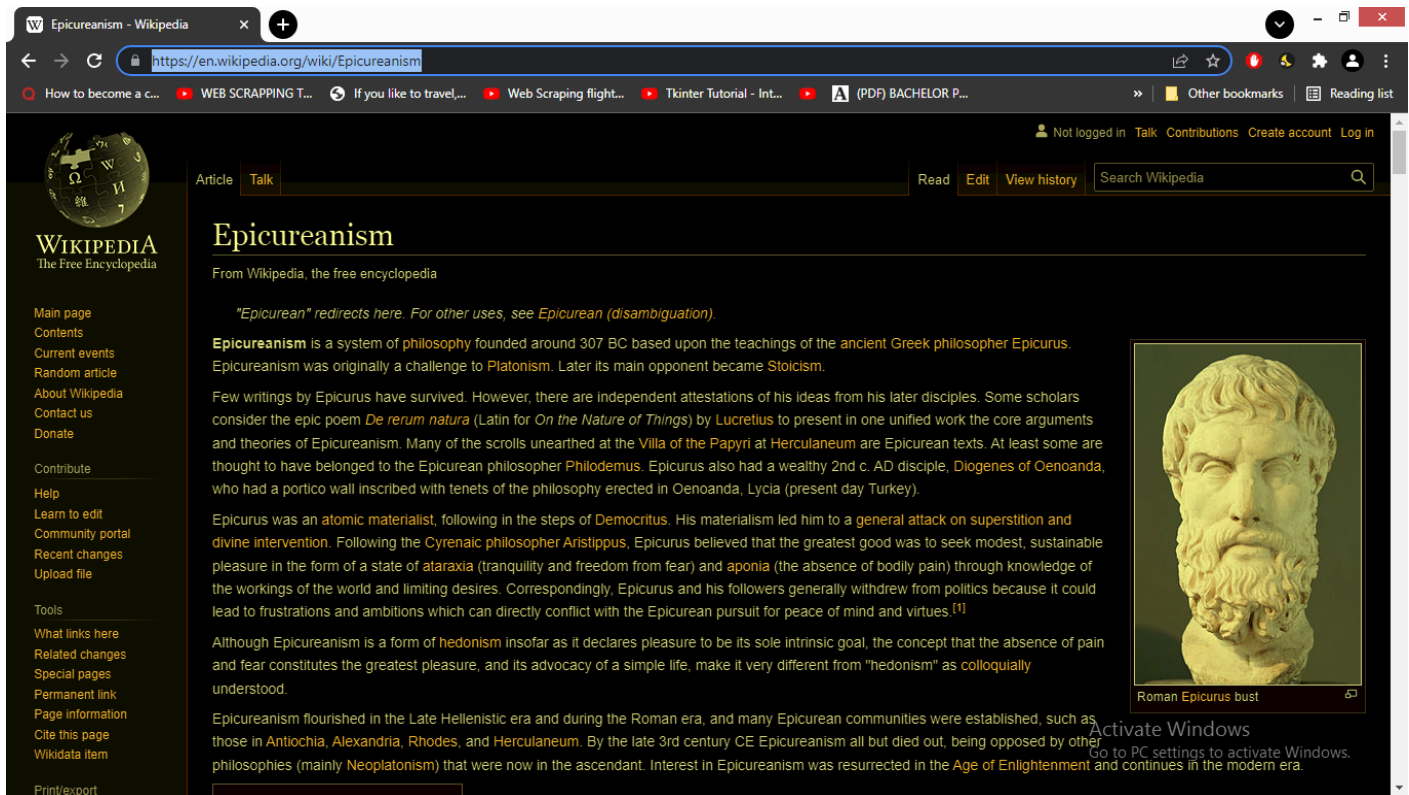 Epicureanism - Wikipedia
https://en.wikipedia.org/wiki/Epicureanism
How to become a c...
WEB SCRAPPING T...
If you like to travel,...
Web Scraping flight...
Tkinter Tutorial - Int...
(PDF) BACHELOR P...
»
Other bookmarks
Reading list
Not logged in Talk Contributions Create account Log in
Article Talk
Read Edit View history
Search Wikipedia
WIKIPEDIA
The Free Encyclopedia
Main page
Contents
Current events
Random article
About Wikipedia
Contact us
Donate
Contribute
Help
Learn to edit
Community portal
Recent changes
Upload file
Tools
What links here
Related changes
Special pages
Permanent link
Page information
Cite this page
Wikidata item
Print/export
Epicureanism
From Wikipedia, the free encyclopedia
"Epicurean" redirects here. For other uses, see Epicurean (disambiguation).
Epicureanism is a system of philosophy founded around 307 BC based upon the teachings of the ancient Greek philosopher Epicurus.
Epicureanism was originally a challenge to Platonism. Later its main opponent became Stoicism.
Few writings by Epicurus have survived. However, there are independent attestations of his ideas from his later disciples. Some scholars
consider the epic poem De rerum natura (Latin for On the Nature of Things) by Lucretius to present in one unified work the core arguments
and theories of Epicureanism. Many of the scrolls unearthed at the Villa of the Papyri at Herculaneum are Epicurean texts. At least some are
thought to have belonged to the Epicurean philosopher Philodemus. Epicurus also had a wealthy 2nd c. AD disciple, Diogenes of Oenoanda,
who had a portico wall inscribed with tenets of the philosophy erected in Oenoanda, Lycia (present day Turkey).
Epicurus was an atomic materialist, following in the steps of Democritus. His materialism led him to a general attack on superstition and
divine intervention. Following the Cyrenaic philosopher Aristippus, Epicurus believed that the greatest good was to seek modest, sustainable
pleasure in the form of a state of ataraxia (tranquility and freedom from fear) and aponia (the absence of bodily pain) through knowledge of
the workings of the world and limiting desires. Correspondingly, Epicurus and his followers generally withdrew from politics because it could
lead to frustrations and ambitions which can directly conflict with the Epicurean pursuit for peace of mind and virtues.[1]
Although Epicureanism is a form of hedonism insofar as it declares pleasure to be its sole intrinsic goal, the concept that the absence of pain
and fear constitutes the greatest pleasure, and its advocacy of a simple life, make it very different from "hedonism" as colloquially
understood.
Epicureanism flourished in the Late Hellenistic era and during the Roman era, and many Epicurean communities were established, such as
those in Antiochia, Alexandria, Rhodes, and Herculaneum. By the late 3rd century CE Epicureanism all but died out, being opposed by other
philosophies (mainly Neoplatonism) that were now in the ascendant. Interest in Epicureanism was resurrected in the Age of Enlightenment and continues in the modern era.
Roman Epicurus bust
Activate Windows
Go to PC settings to activate Windows.